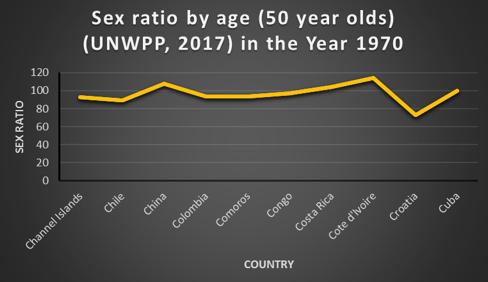 Sex ratio by age (50 year olds)
(UNWPP, 2017) in the Year 1970
SEX RATIO
120
100
80
60
40
20
0
Channel Islands
Chile
China
Colombia
Comoros
Congo
Costa Rica
Cote d'Ivoire
Croatia
Cuba
COUNTRY